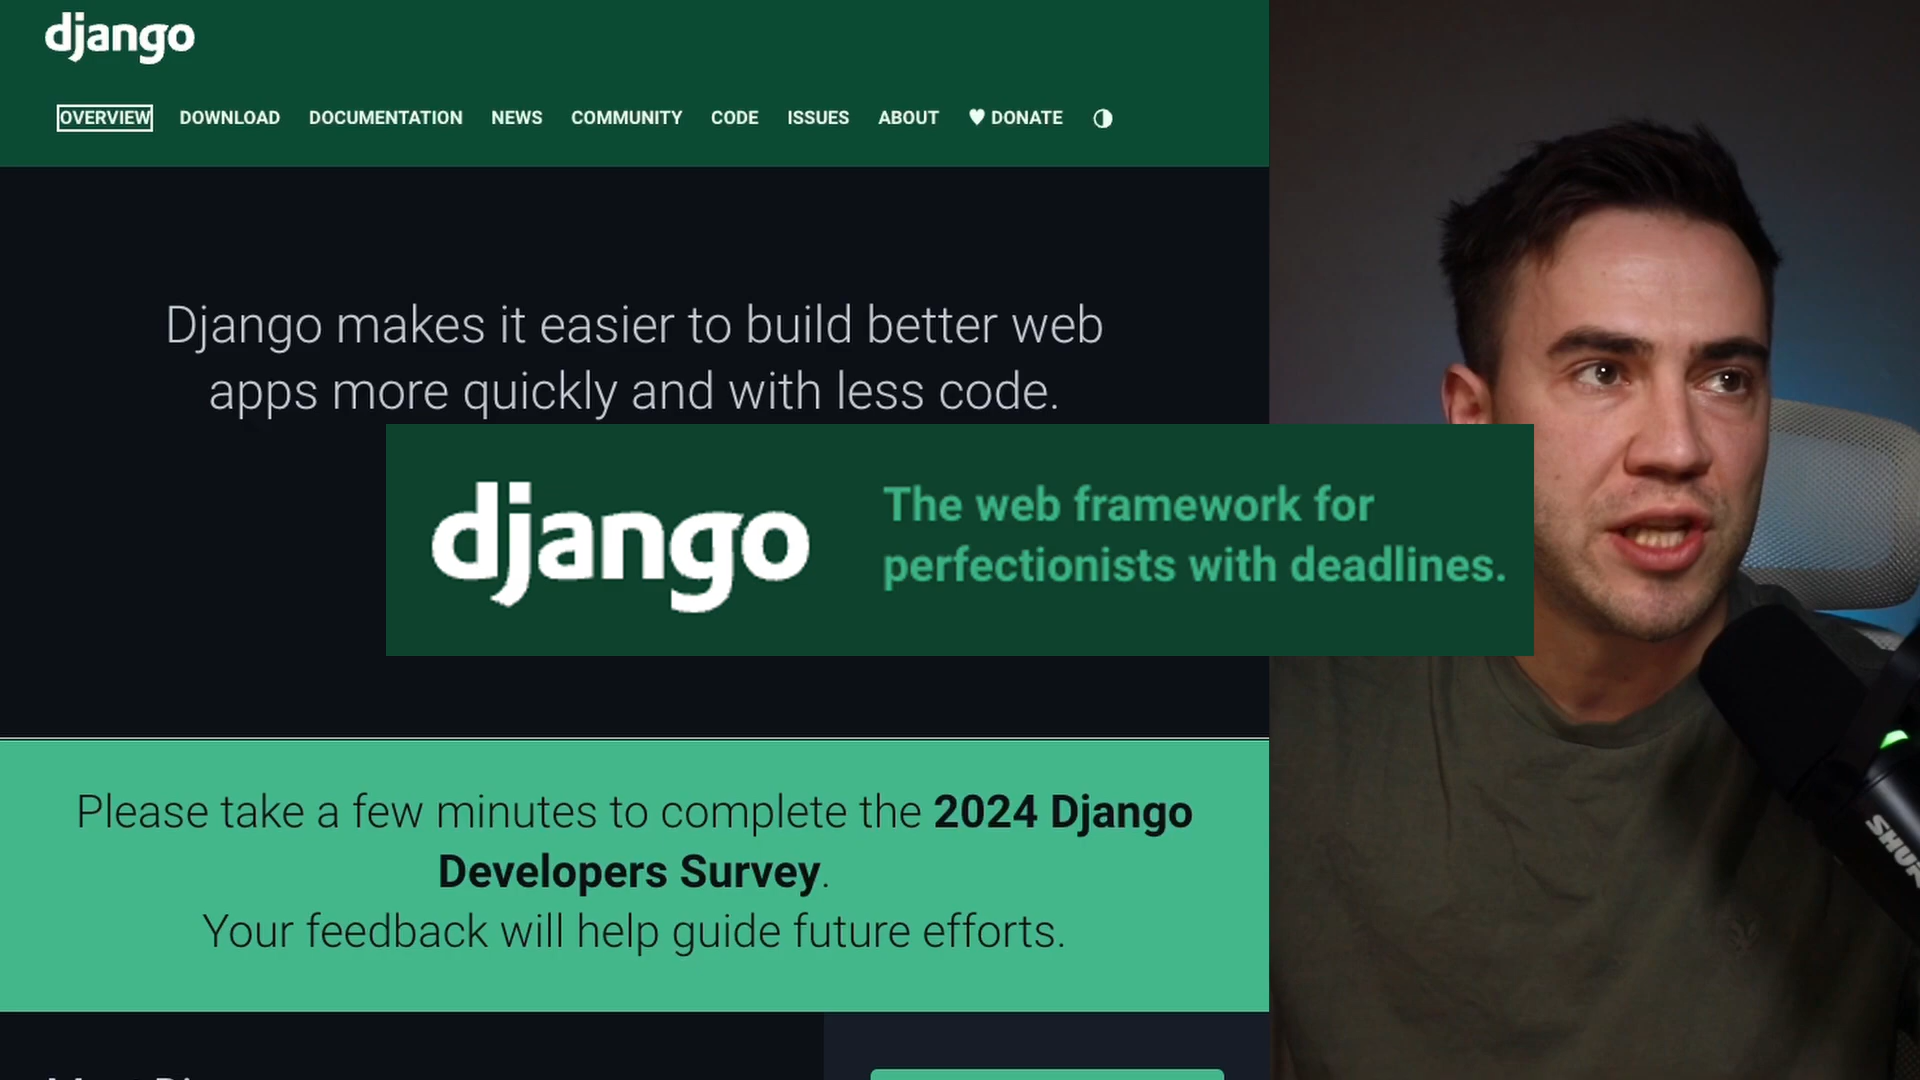 django
OVERVIEW DOWNLOAD DOCUMENTATION NEWS COMMUNITY CODE ISSUES ABOUT DONATE
Django makes it easier to build better web
apps more quickly and with less code.
django
The web framework for
perfectionists with deadlines.
Please take a few minutes to complete the 2024 Django
Developers Survey.
Your feedback will help guide future efforts.